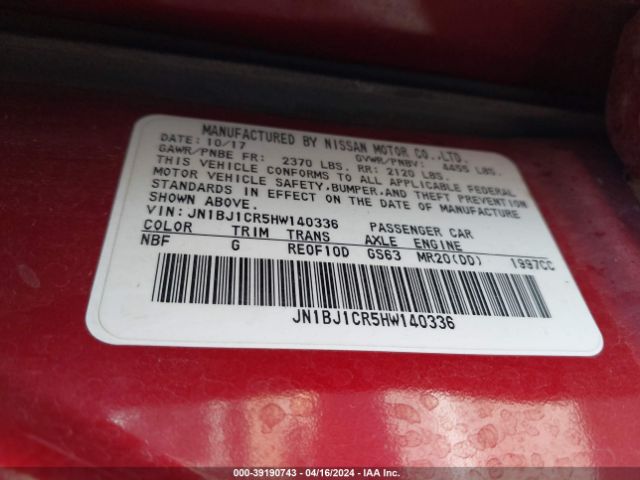 MANUFACTURED BY NISSAN MOTOR CO.,LTD.
DATE: 10/17 GVWR/PNBV: 4455 LBS.
GAWR/PNBE FR: 2370 LBS. RR: 2120 LBS.
THIS VEHICLE CONFORMS TO ALL APPLICABLE FEDERAL
MOTOR VEHICLE SAFETY,BUMPER,AND THEFT PREVENTION
STANDARDS IN EFFECT ON THE DATE OF MANUFACTURE
SHOWN ABOVE.
VIN: JN1BJ1CR5HW140336 PASSENGER CAR
COLOR TRIM TRANS AXLE ENGINE
NBF G RE0F10D GS63 MR20(DD) 1997CC
JN1BJ1CR5HW140336
000-39190743 - 04/16/2024 - IAA Inc.